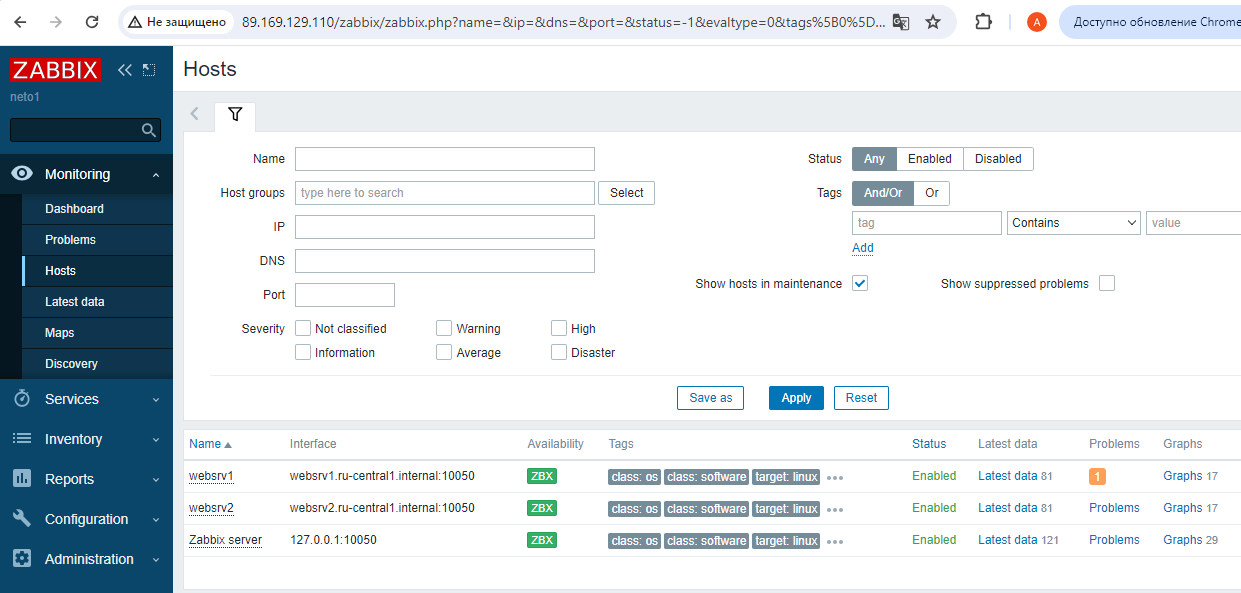 Не защищено 89.169.129.110/zabbix/zabbix.php?name=&ip=&dns=&port=&status=-1&evaltype=0&tags%5B0%5D... A Доступно обновление Chrome
ZABBIX
neto1
Monitoring
Dashboard
Problems
Hosts
Latest data
Maps
Discovery
Services
Inventory
Reports
Configuration
Administration
Hosts
Name Status Any Enabled Disabled
Host groups type here to search Select Tags And/Or Or
IP tag Contains value
DNS Add
Port Show hosts in maintenance Show suppressed problems
Severity Not classified Warning High
Information Average Disaster
Save as Apply Reset
Name Interface Availability Tags Status Latest data Problems Graphs
websrv1 websrv1.ru-central1.internal:10050 ZBX class: os class: software target: linux ••• Enabled Latest data 81 1 Graphs 17
websrv2 websrv2.ru-central1.internal:10050 ZBX class: os class: software target: linux ••• Enabled Latest data 81 Problems Graphs 17
Zabbix server 127.0.0.1:10050 ZBX class: os class: software target: linux ••• Enabled Latest data 121 Problems Graphs 29